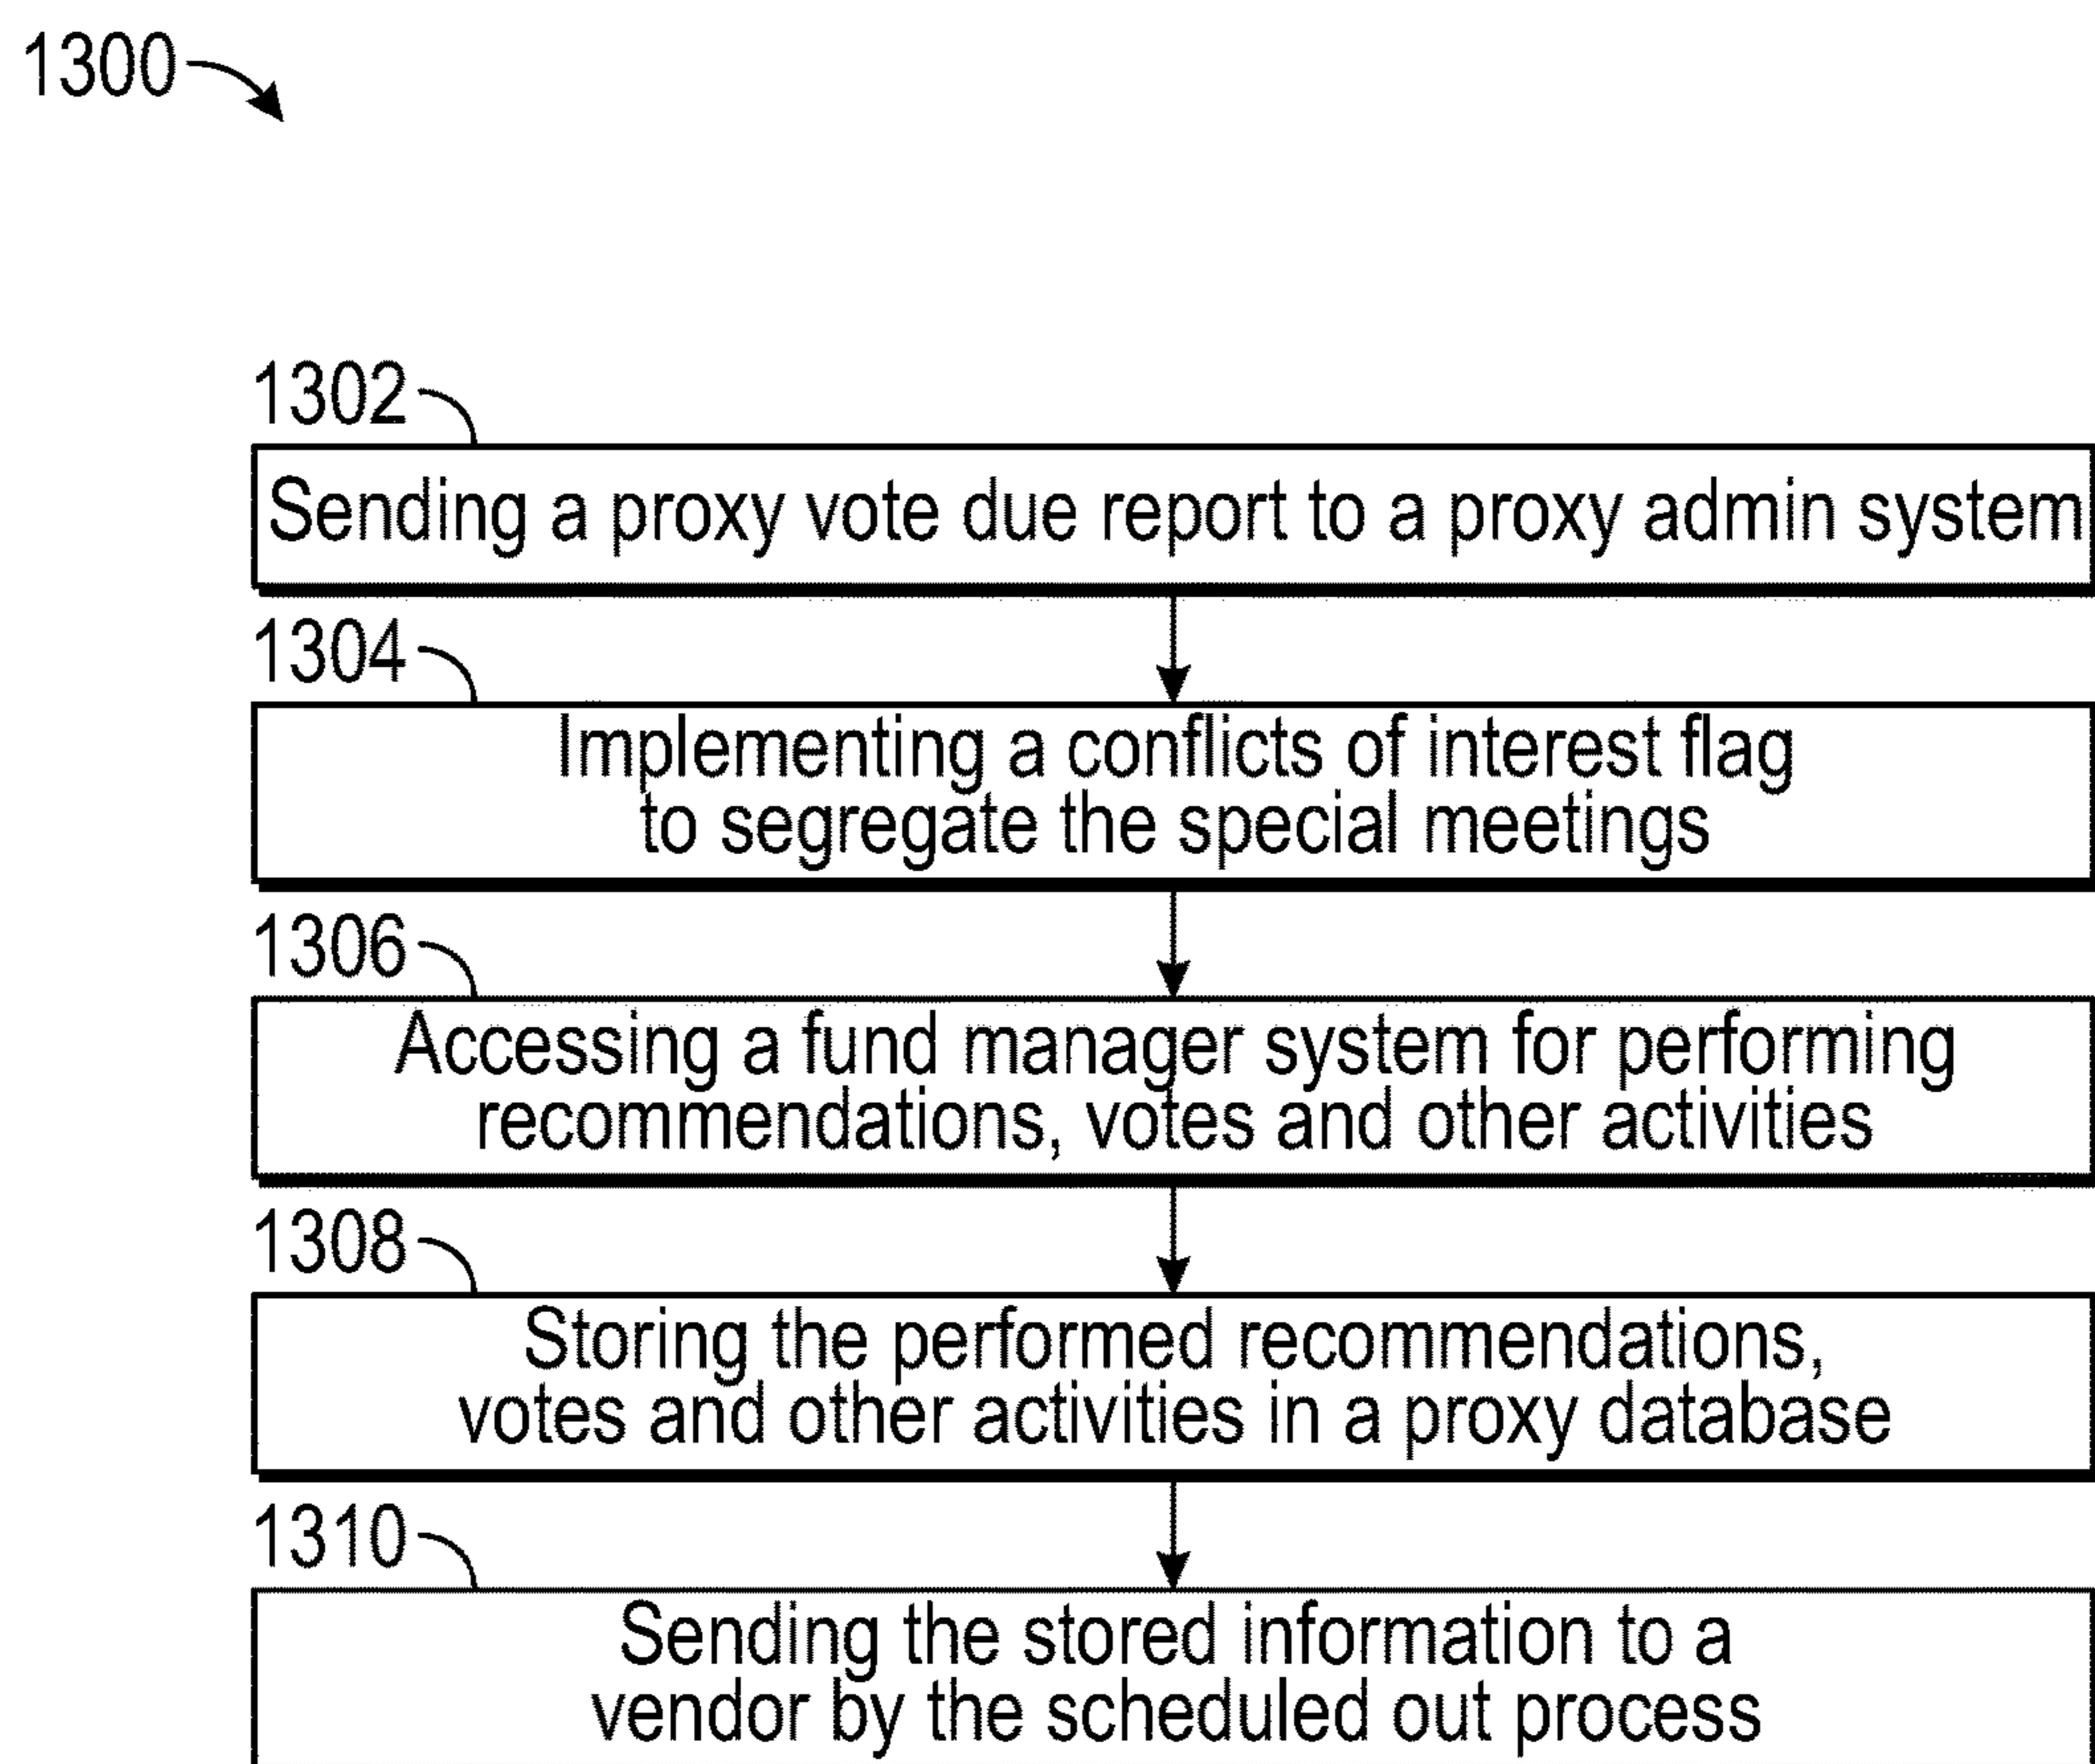 1300
1302
Sending a proxy vote due report to a proxy admin system
1304
Implementing a conflicts of interest flag
to segregate the special meetings
1306
Accessing a fund manager system for performing
recommendations, votes and other activities
1308
Storing the performed recommendations,
votes and other activities in a proxy database
1310
Sending the stored information to a
vendor by the scheduled out process